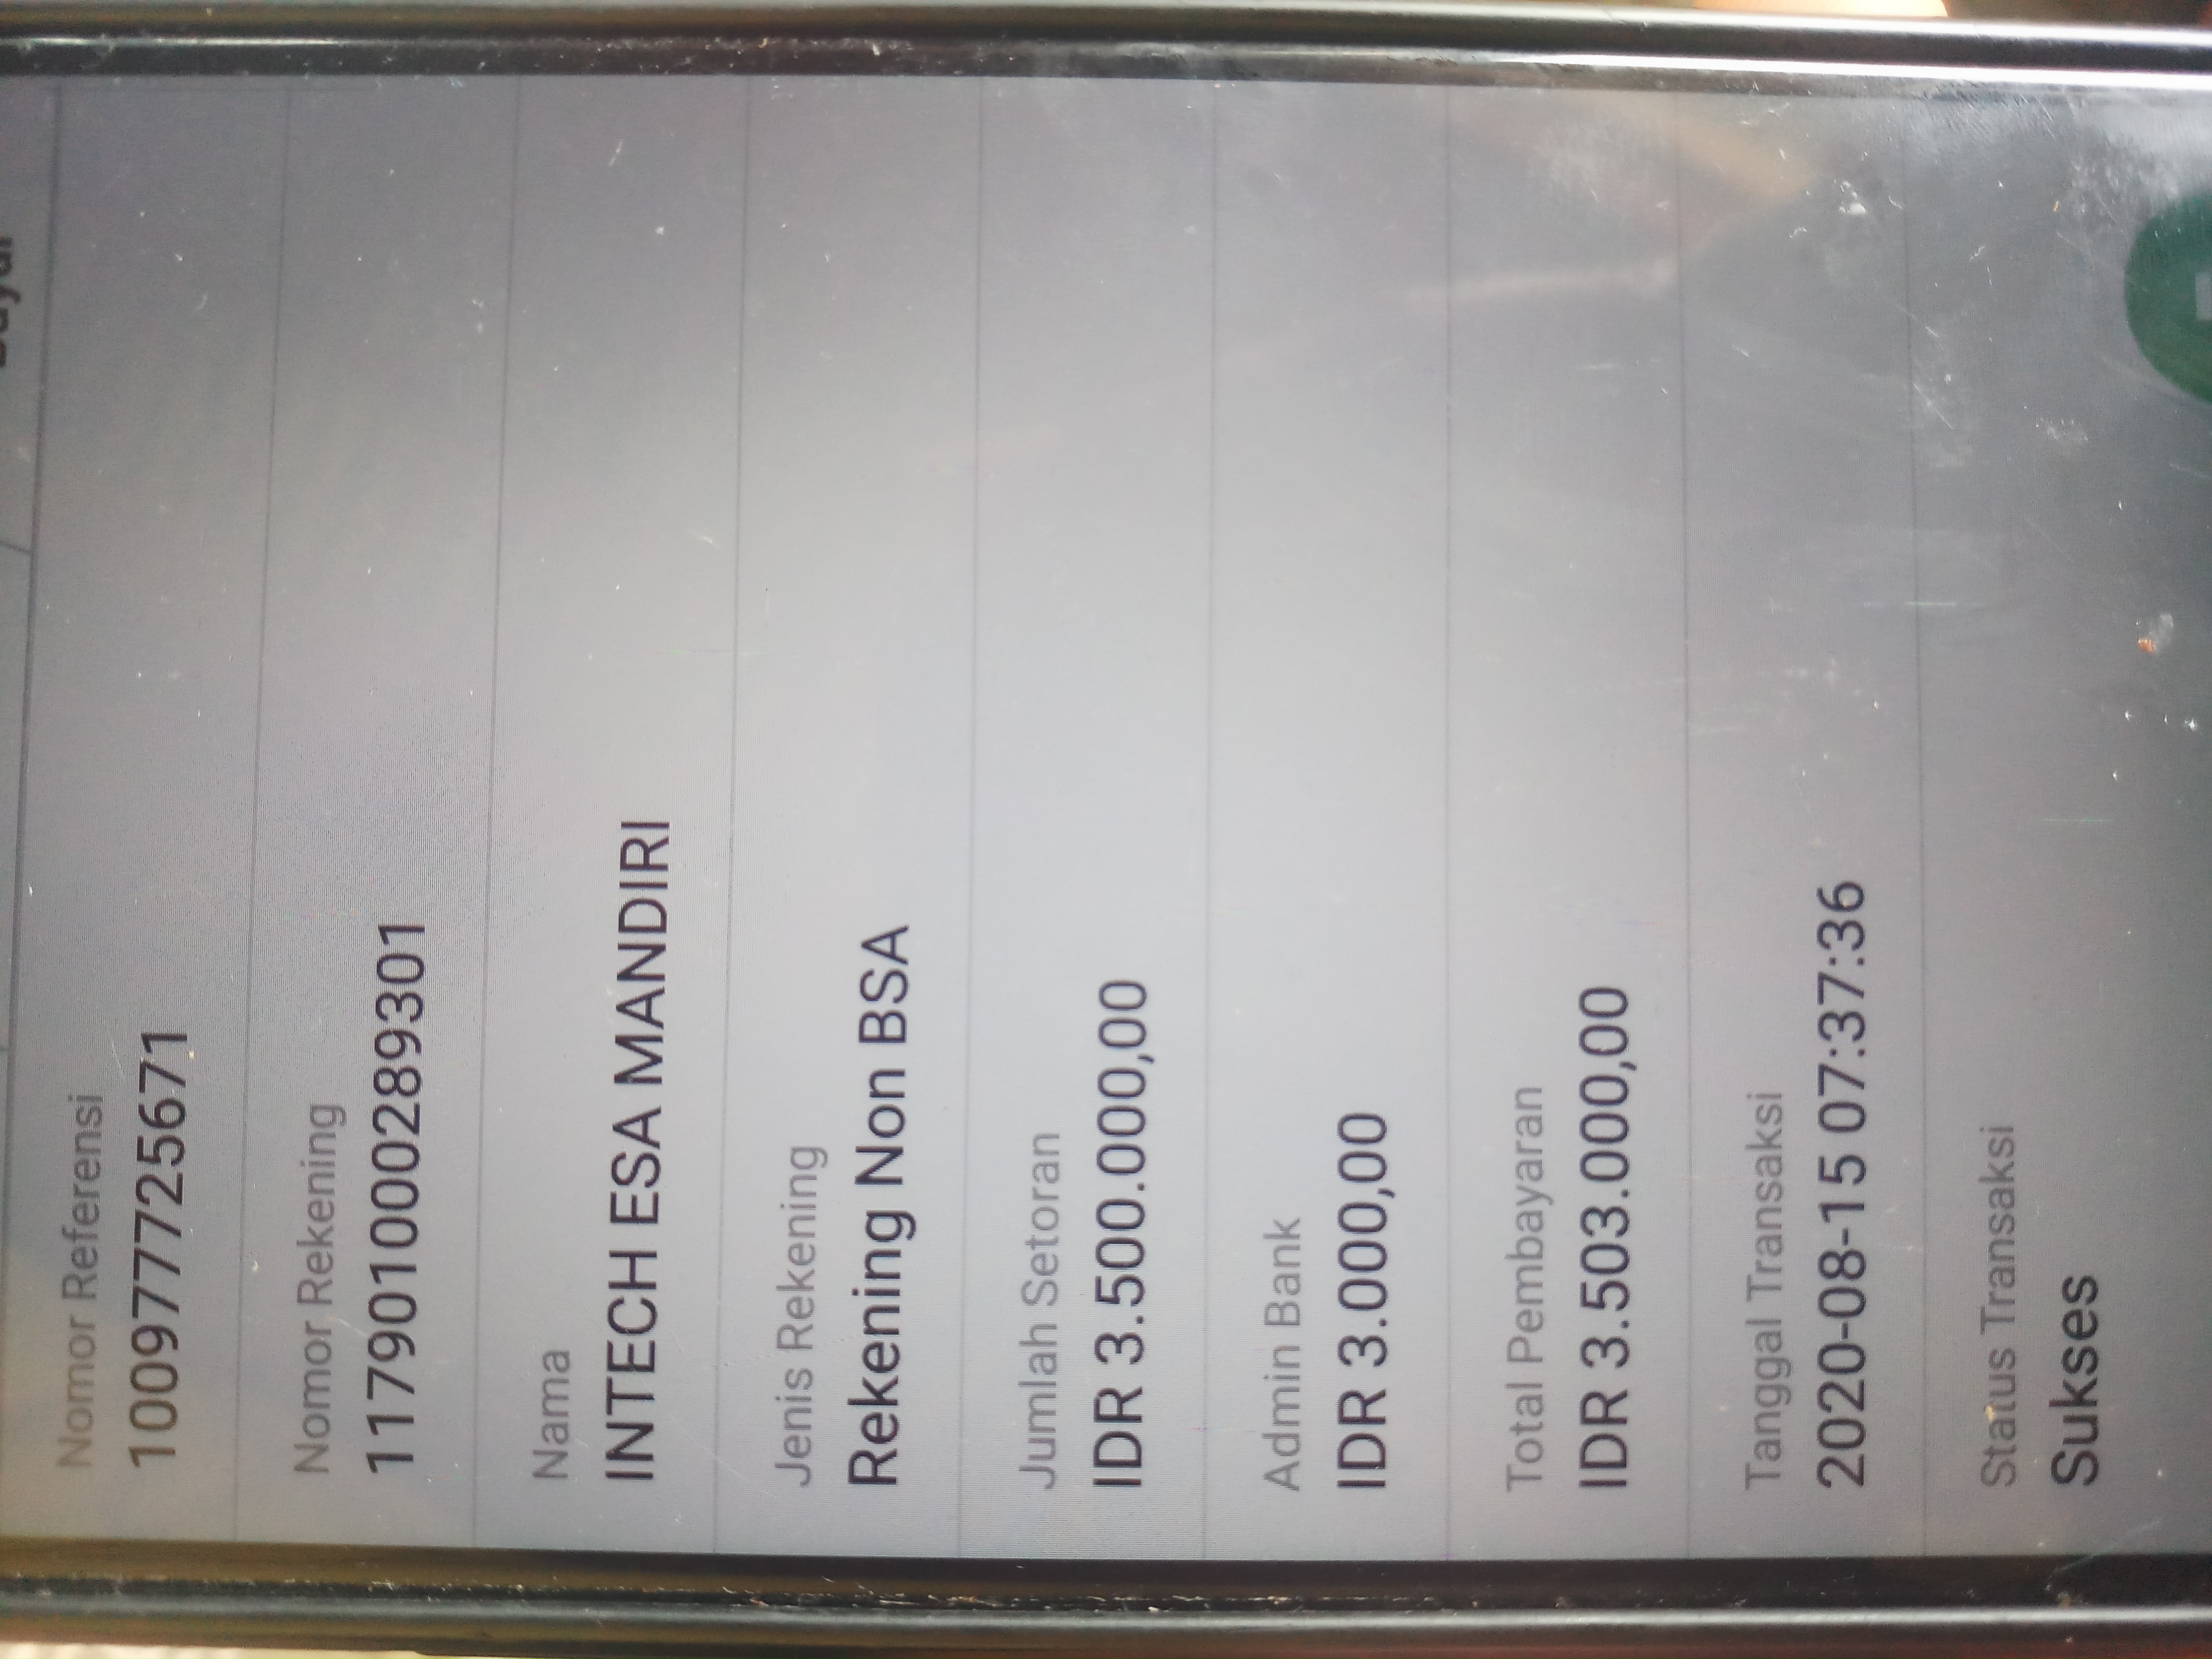 Nomor Referensi
100977725671
Nomor Rekening
117901000289301
Nama
INTECH ESA MANDIRI
Jenis Rekening
Rekening Non BSA
Jumlah Setoran
IDR 3.500.000,00
Admin Bank
IDR 3.000,00
Total Pembayaran
IDR 3.503.000,00
Tanggal Transaksi
2020-08-15 07:37:36
Status Transaksi
Sukses